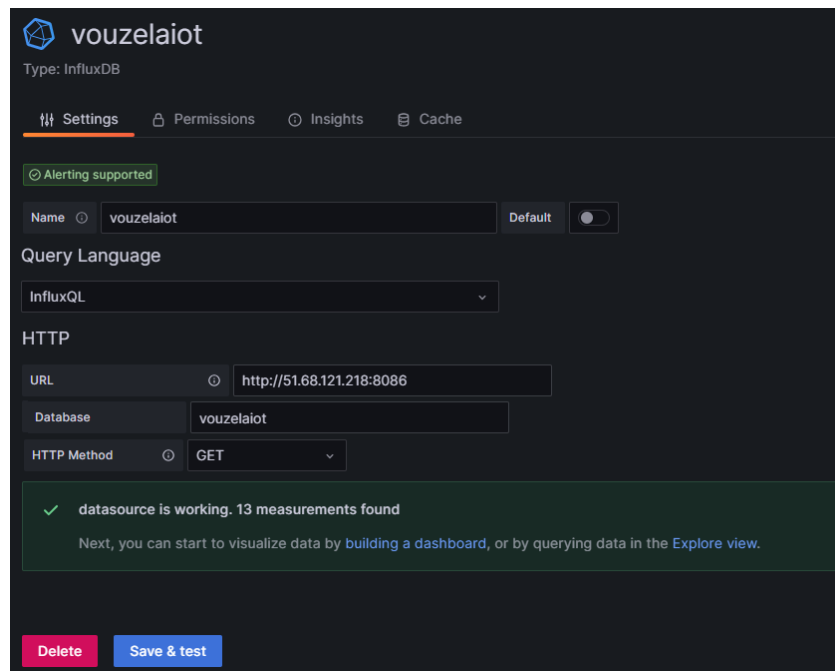 vouzelaiot
Type: InfluxDB
Settings Permissions Insights Cache
Alerting supported
Name vouzelaiot Default
Query Language
InfluxQL
HTTP
URL http://51.68.121.218:8086
Database vouzelaiot
HTTP Method GET
datasource is working. 13 measurements found
Next, you can start to visualize data by building a dashboard, or by querying data in the Explore view.
Delete Save & test